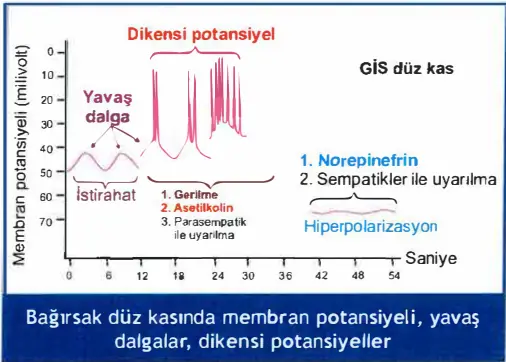 Dikensi potansiyel
GİS düz kas
Membran potansiyeli (milivolt)
0
10
20
30
40
50
60
70
Yavaş
dalga
İstirahat
1. Gerilme
2. Asetilkolin
3. Parasempatik
ile uyarılma
1. Norepinefrin
2. Sempatikler ile uyarılma
Hiperpolarizasyon
Saniye
0 6 12 18 24 30 36 42 48 54
Bağırsak düz kasında membran potansiyeli, yavaş
dalgalar, dikensi potansiyeller